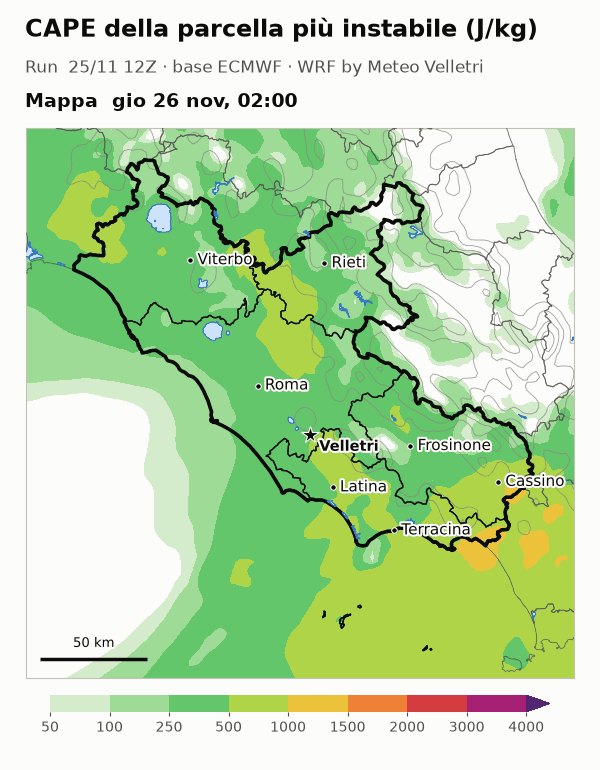 CAPE della parcella più instabile (J/kg)
Run 25/11 12Z · base ECMWF · WRF by Meteo Velletri
Mappa gio 26 nov, 02:00
Viterbo
Rieti
Roma
Velletri
Frosinone
Latina
Cassino
Terracina
50 km
50 100 250 500 1000 1500 2000 3000 4000